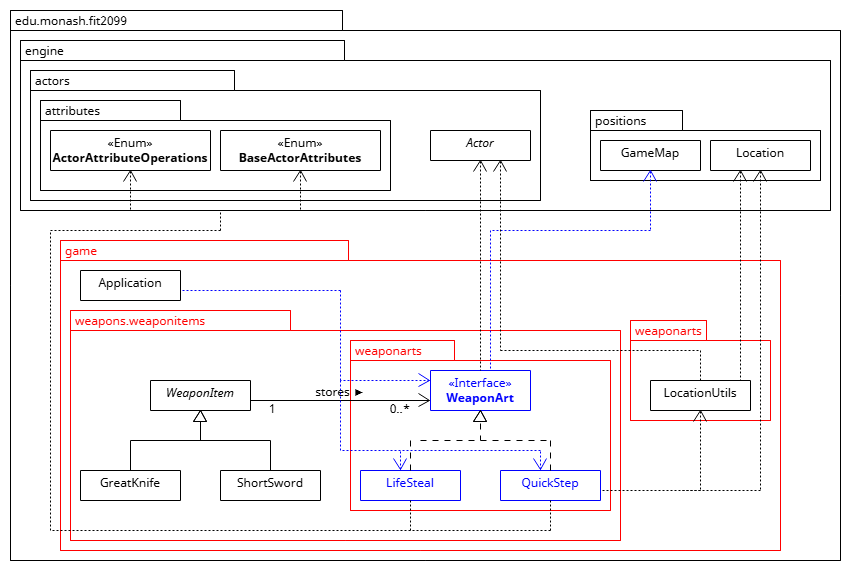 edu.monash.fit2099
engine
actors
attributes
«Enum»
ActorAttributeOperations
«Enum»
BaseActorAttributes
Actor
positions
GameMap
Location
game
Application
weapons.weaponitems
weaponarts
weaponarts
WeaponItem
stores ►
1
0..*
«Interface»
WeaponArt
LocationUtils
GreatKnife
ShortSword
LifeSteal
QuickStep